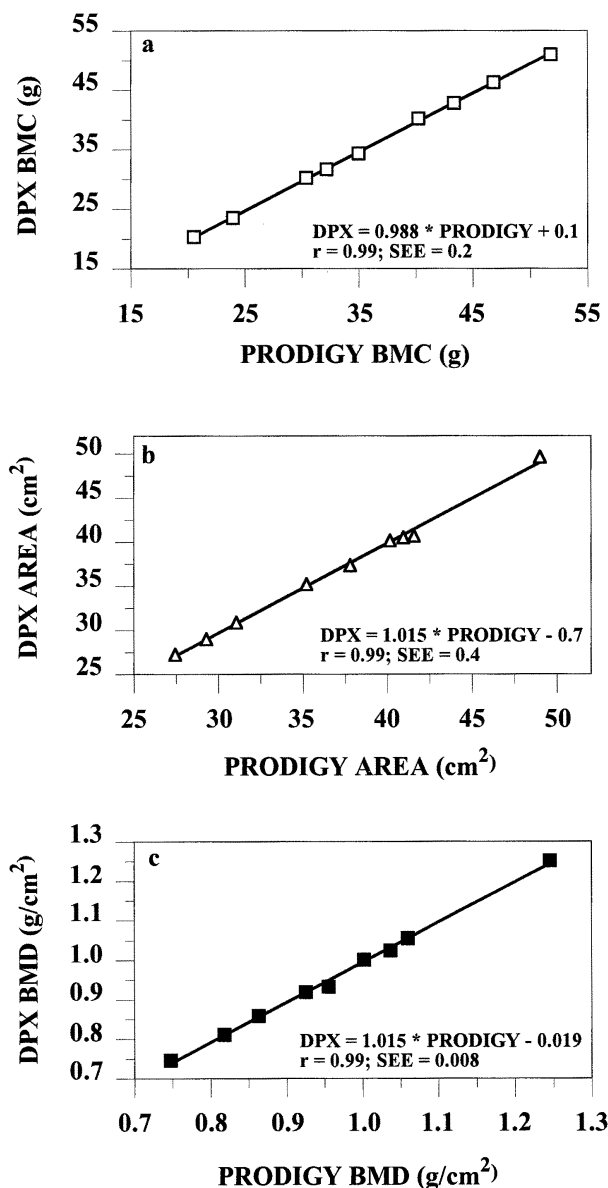 a
DPX BMC (g)
55
45
35
25
15
DPX = 0.988 * PRODIGY + 0.1
r = 0.99; SEE = 0.2
15 25 35 45 55
PRODIGY BMC (g)
b
DPX AREA (cm²)
50
45
40
35
30
25
DPX = 1.015 * PRODIGY - 0.7
r = 0.99; SEE = 0.4
25 30 35 40 45 50
PRODIGY AREA (cm²)
c
DPX BMD (g/cm²)
1.3
1.2
1.1
1.0
0.9
0.8
0.7
DPX = 1.015 * PRODIGY - 0.019
r = 0.99; SEE = 0.008
0.7 0.8 0.9 1.0 1.1 1.2 1.3
PRODIGY BMD (g/cm²)